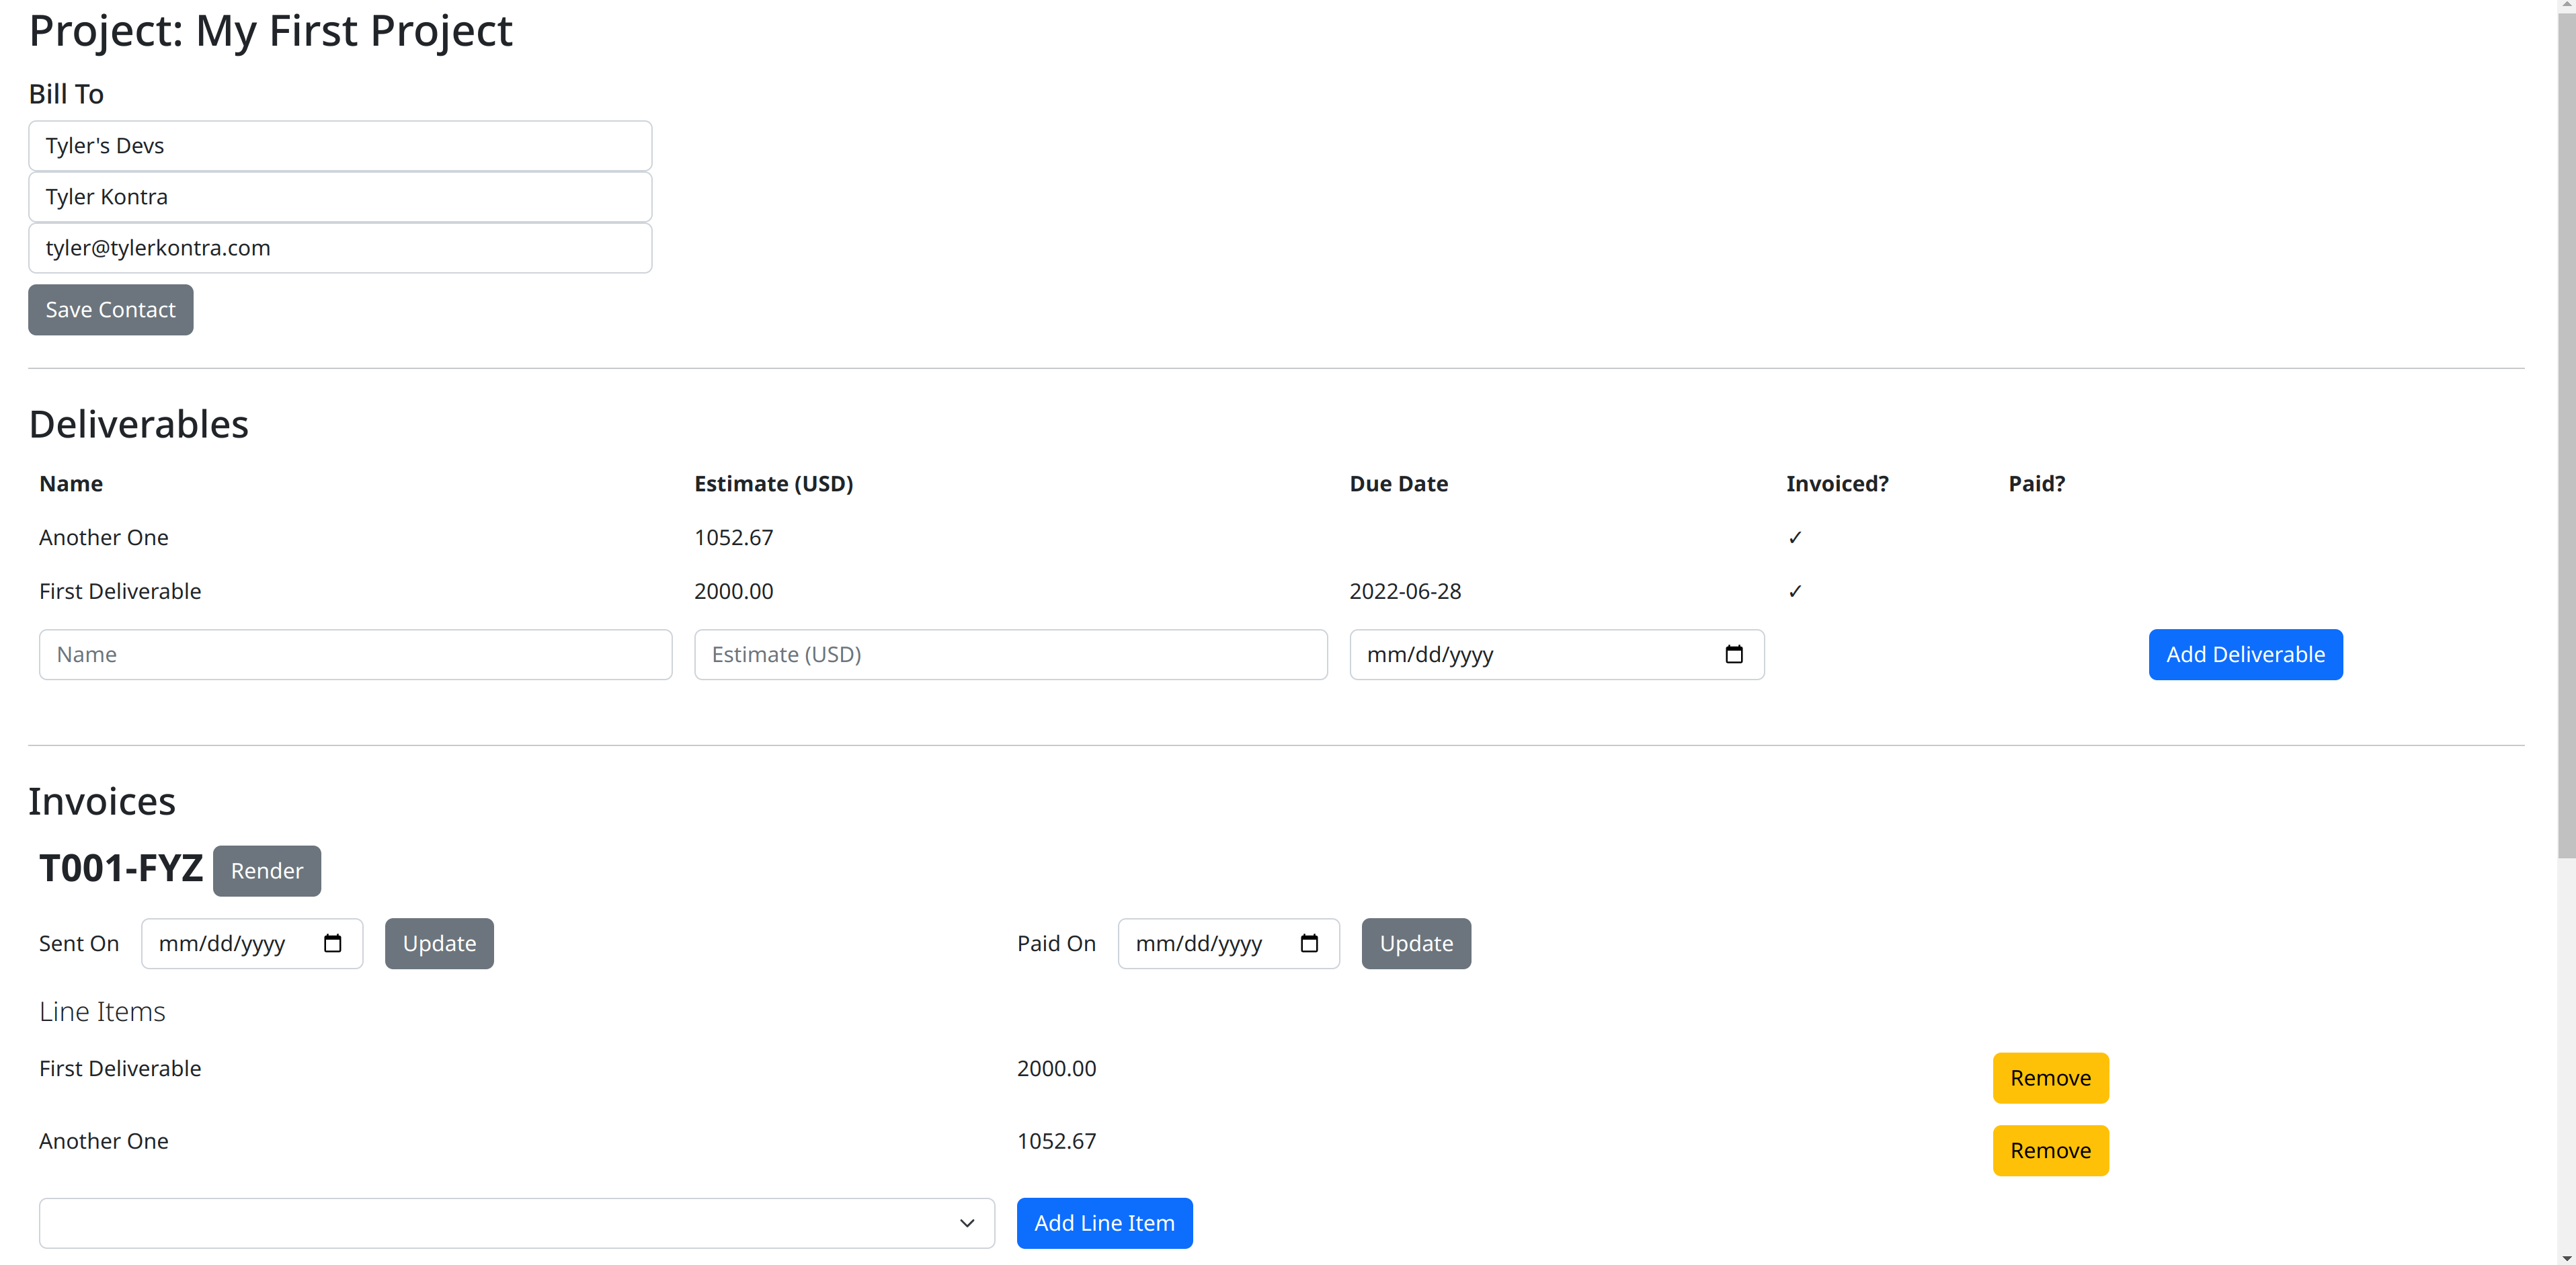 Project: My First Project
Bill To
Tyler's Devs
Tyler Kontra
tyler@tylerkontra.com
Save Contact
Deliverables
Name Estimate (USD) Due Date Invoiced? Paid?
Another One 1052.67 ✓
First Deliverable 2000.00 2022-06-28 ✓
Name Estimate (USD) mm/dd/yyyy Add Deliverable
Invoices
T001-FYZ Render
Sent On mm/dd/yyyy Update Paid On mm/dd/yyyy Update
Line Items
First Deliverable 2000.00 Remove
Another One 1052.67 Remove
Add Line Item